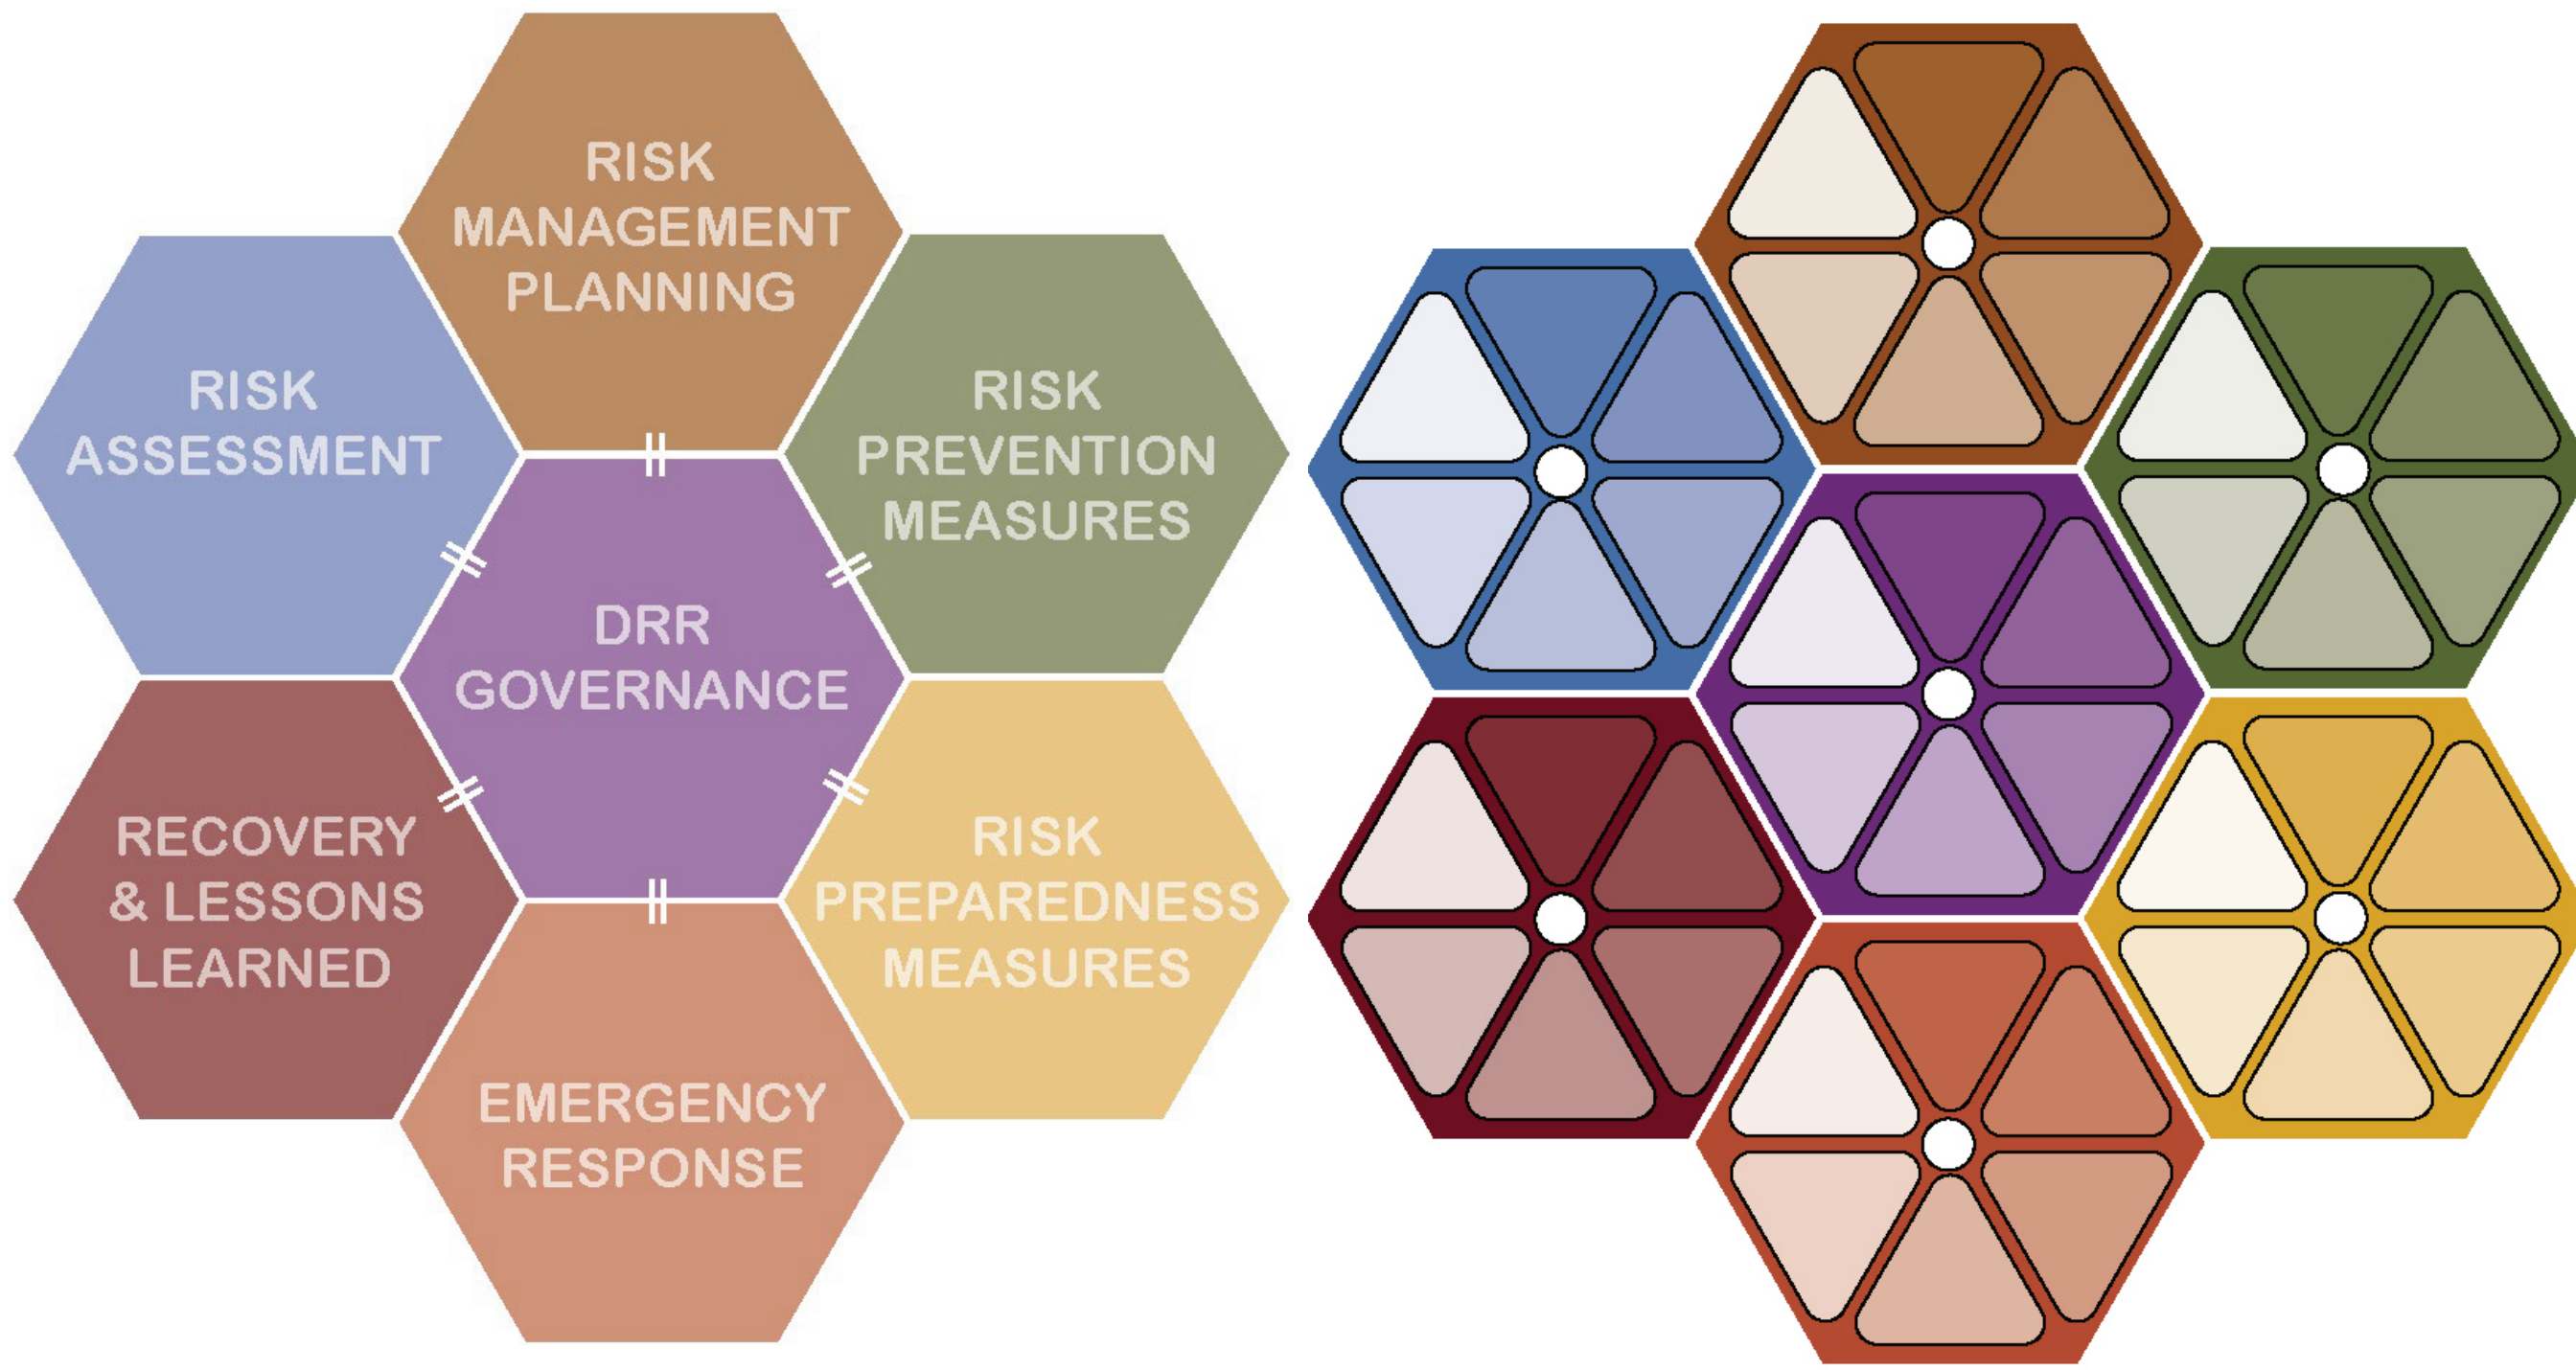 RISK
MANAGEMENT
PLANNING
RISK
ASSESSMENT
RISK
PREVENTION
MEASURES
DRR
GOVERNANCE
RECOVERY
& LESSONS
LEARNED
RISK
PREPAREDNESS
MEASURES
EMERGENCY
RESPONSE